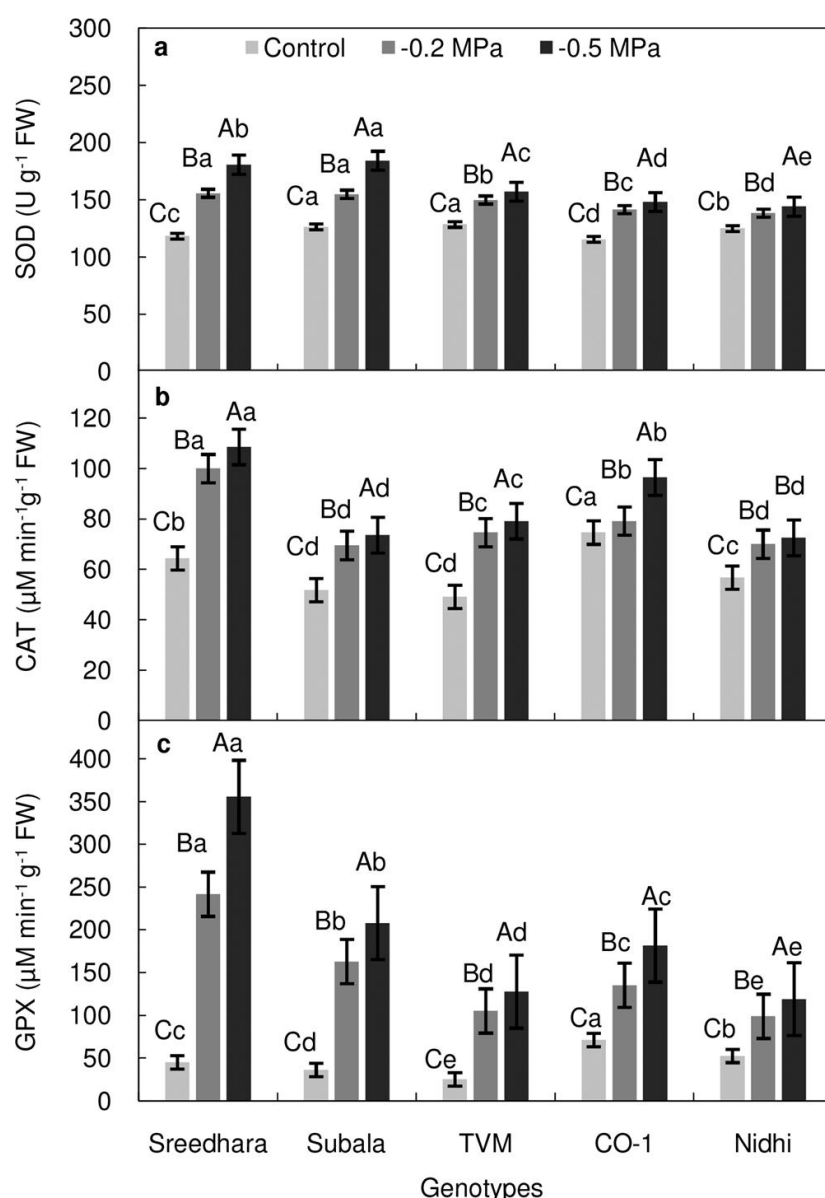 300
a
Control
-0.2 MPa
-0.5 MPa
250
200
150
100
50
0
SOD (U g⁻¹ FW)
Cc Ba Ab
Ca Ba Aa
Ca Bb Ac
Cd Bc Ad
Cb Bd Ae
b
120
100
80
60
40
20
0
CAT (µM min⁻¹g⁻¹ FW)
Cb Ba Aa
Cd Bd Ad
Cd Bc Ac
Ca Bb Ab
Cc Bd Bd
c
400
350
300
250
200
150
100
50
0
GPX (µM min⁻¹ g⁻¹ FW)
Cc Ba Aa
Cd Bb Ab
Ce Bd Ad
Ca Bc Ac
Cb Be Ae
Sreedhara Subala TVM CO-1 Nidhi
Genotypes